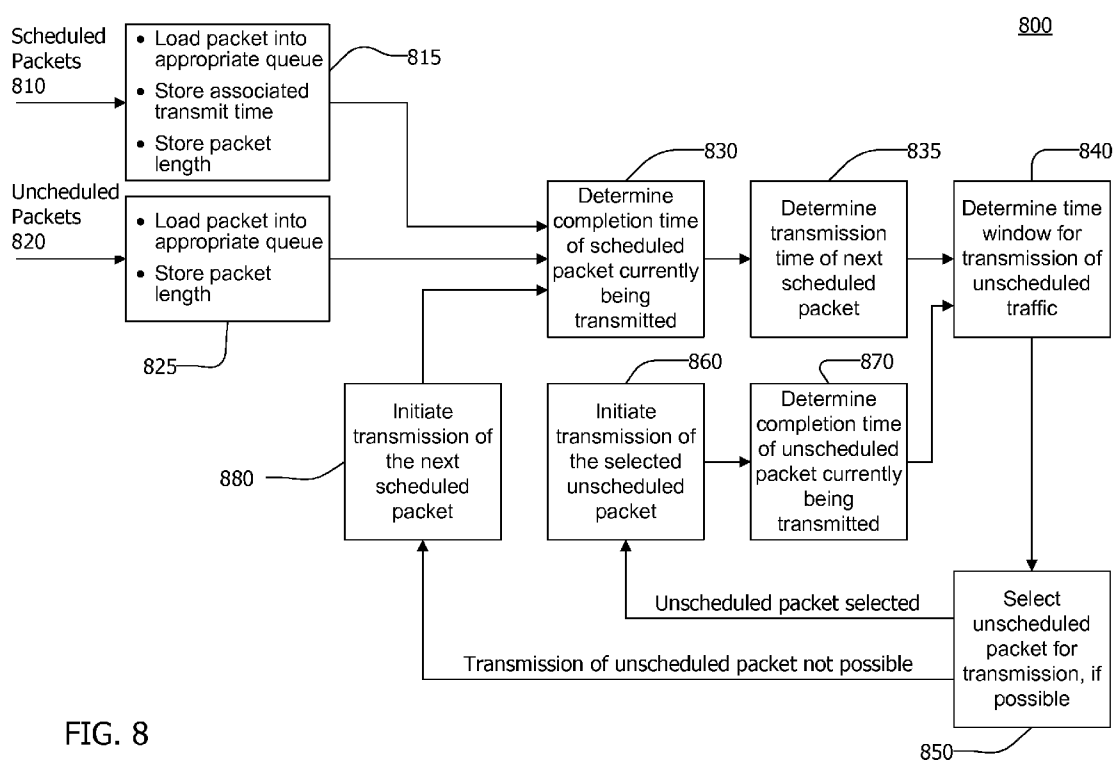 800
Scheduled
Packets
810
• Load packet into
appropriate queue
• Store associated
transmit time
• Store packet
length
815
Uncheduled
Packets
820
• Load packet into
appropriate queue
• Store packet
length
825
830
Determine
completion time
of scheduled
packet currently
being
transmitted
835
Determine
transmission
time of next
scheduled
packet
840
Determine time
window for
transmission of
unscheduled
traffic
880
Initiate
transmission of
the next
scheduled
packet
860
Initiate
transmission of
the selected
unscheduled
packet
870
Determine
completion time
of unscheduled
packet currently
being
transmitted
Unscheduled packet selected
Transmission of unscheduled packet not possible
Select
unscheduled
packet for
transmission, if
possible
850
FIG. 8